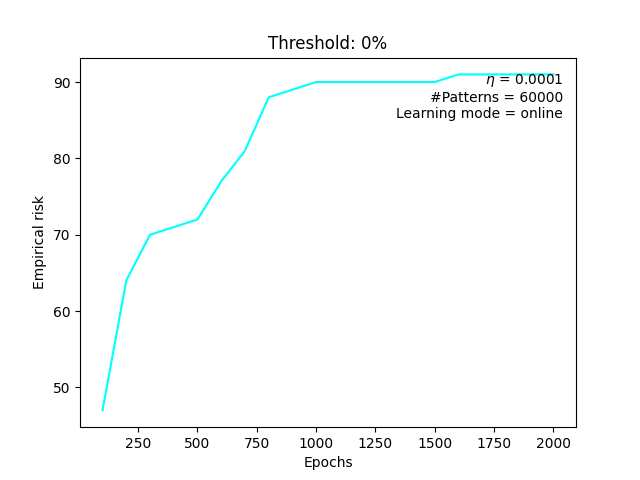 Threshold: 0%
η = 0.0001
#Patterns = 60000
Learning mode = online
Empirical risk
90
80
70
60
50
250 500 750 1000 1250 1500 1750 2000
Epochs